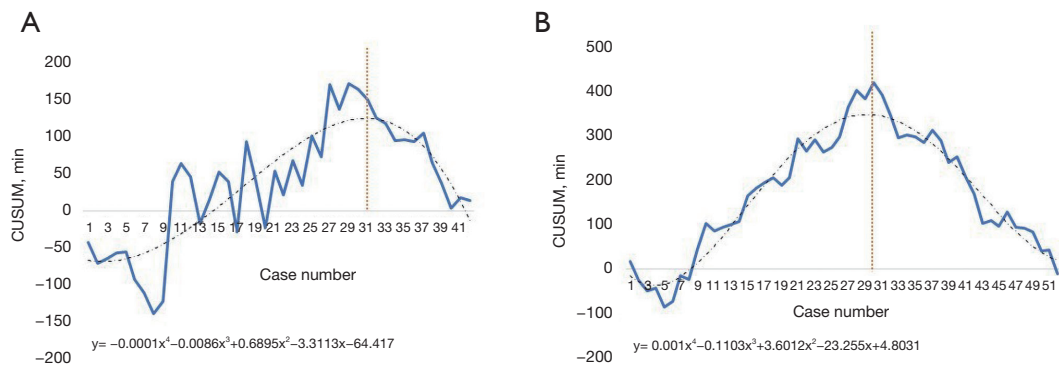 A
CUSUM, min
200
150
100
50
0
−50
−100
−150
−200
1 3 5 7 9 11 13 15 17 19 21 23 25 27 29 31 33 35 37 39 41
Case number
y= −0.0001x⁴−0.0086x³+0.6895x²−3.3113x−64.417
B
CUSUM, min
500
400
300
200
100
0
−100
−200
1 3 5 7 9 11 13 15 17 19 21 23 25 27 29 31 33 35 37 39 41 43 45 47 49 51
Case number
y= 0.001x⁴−0.1103x³+3.6012x²−23.255x+4.8031